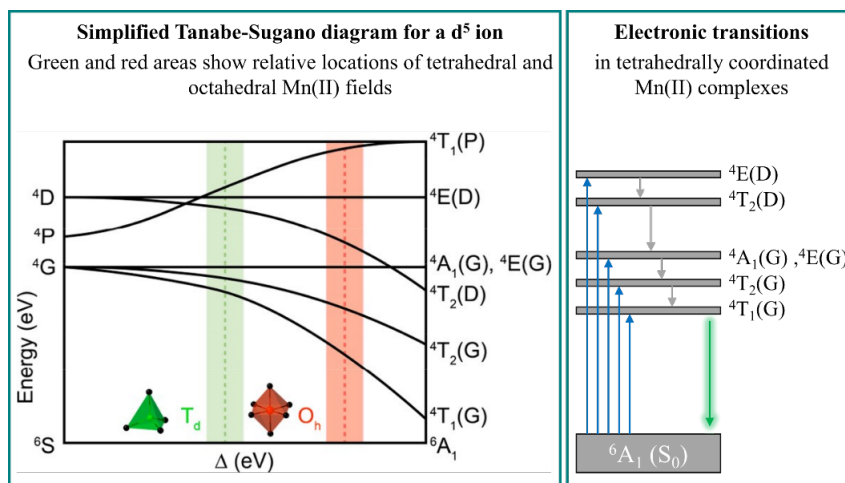 Simplified Tanabe-Sugano diagram for a d⁵ ion
Green and red areas show relative locations of tetrahedral and
octahedral Mn(II) fields
⁴T₁(P)
⁴D
⁴E(D)
⁴P
⁴G
⁴A₁(G), ⁴E(G)
⁴T₂(D)
⁴T₂(G)
⁴T₁(G)
Energy (eV)
T_d
O_h
⁶S
Δ (eV)
⁶A₁
Electronic transitions
in tetrahedrally coordinated
Mn(II) complexes
⁴E(D)
⁴T₂(D)
⁴A₁(G) ,⁴E(G)
⁴T₂(G)
⁴T₁(G)
⁶A₁ (S₀)